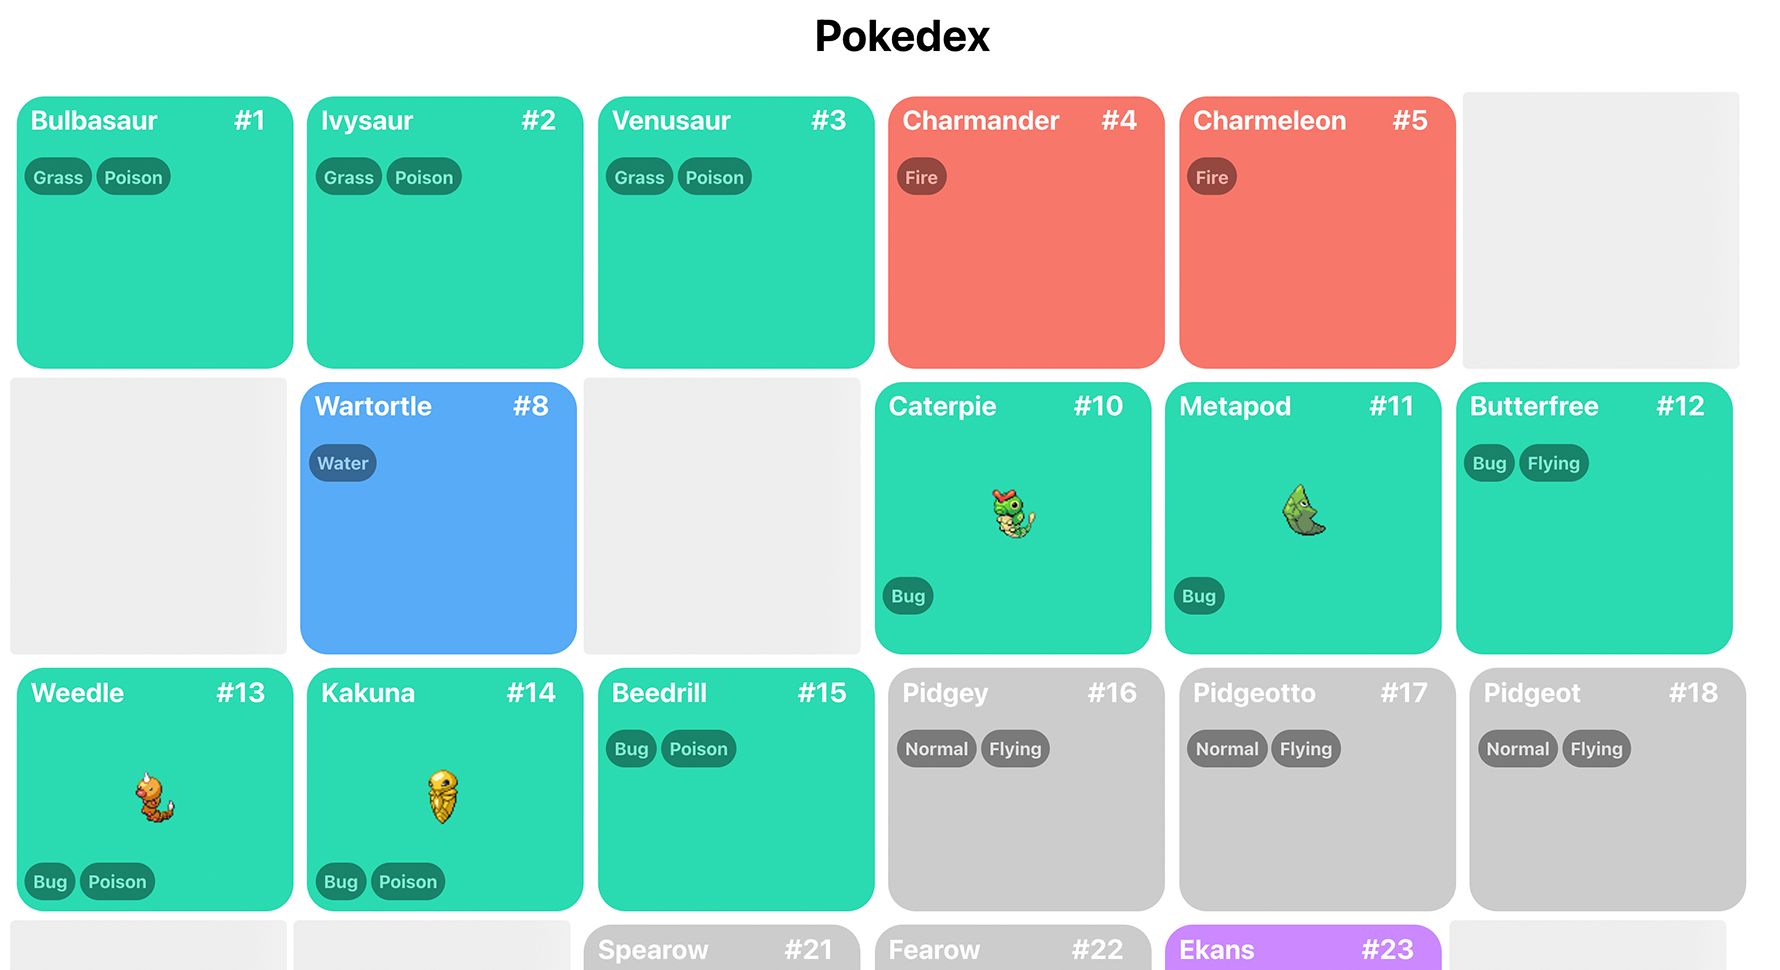 Pokedex
Bulbasaur #1
Grass Poison
Ivysaur #2
Grass Poison
Venusaur #3
Grass Poison
Charmander #4
Fire
Charmeleon #5
Fire
Wartortle #8
Water
Caterpie #10
Bug
Metapod #11
Bug
Butterfree #12
Bug Flying
Weedle #13
Bug Poison
Kakuna #14
Bug Poison
Beedrill #15
Bug Poison
Pidgey #16
Normal Flying
Pidgeotto #17
Normal Flying
Pidgeot #18
Normal Flying
Spearow #21
Fearow #22
Ekans #23